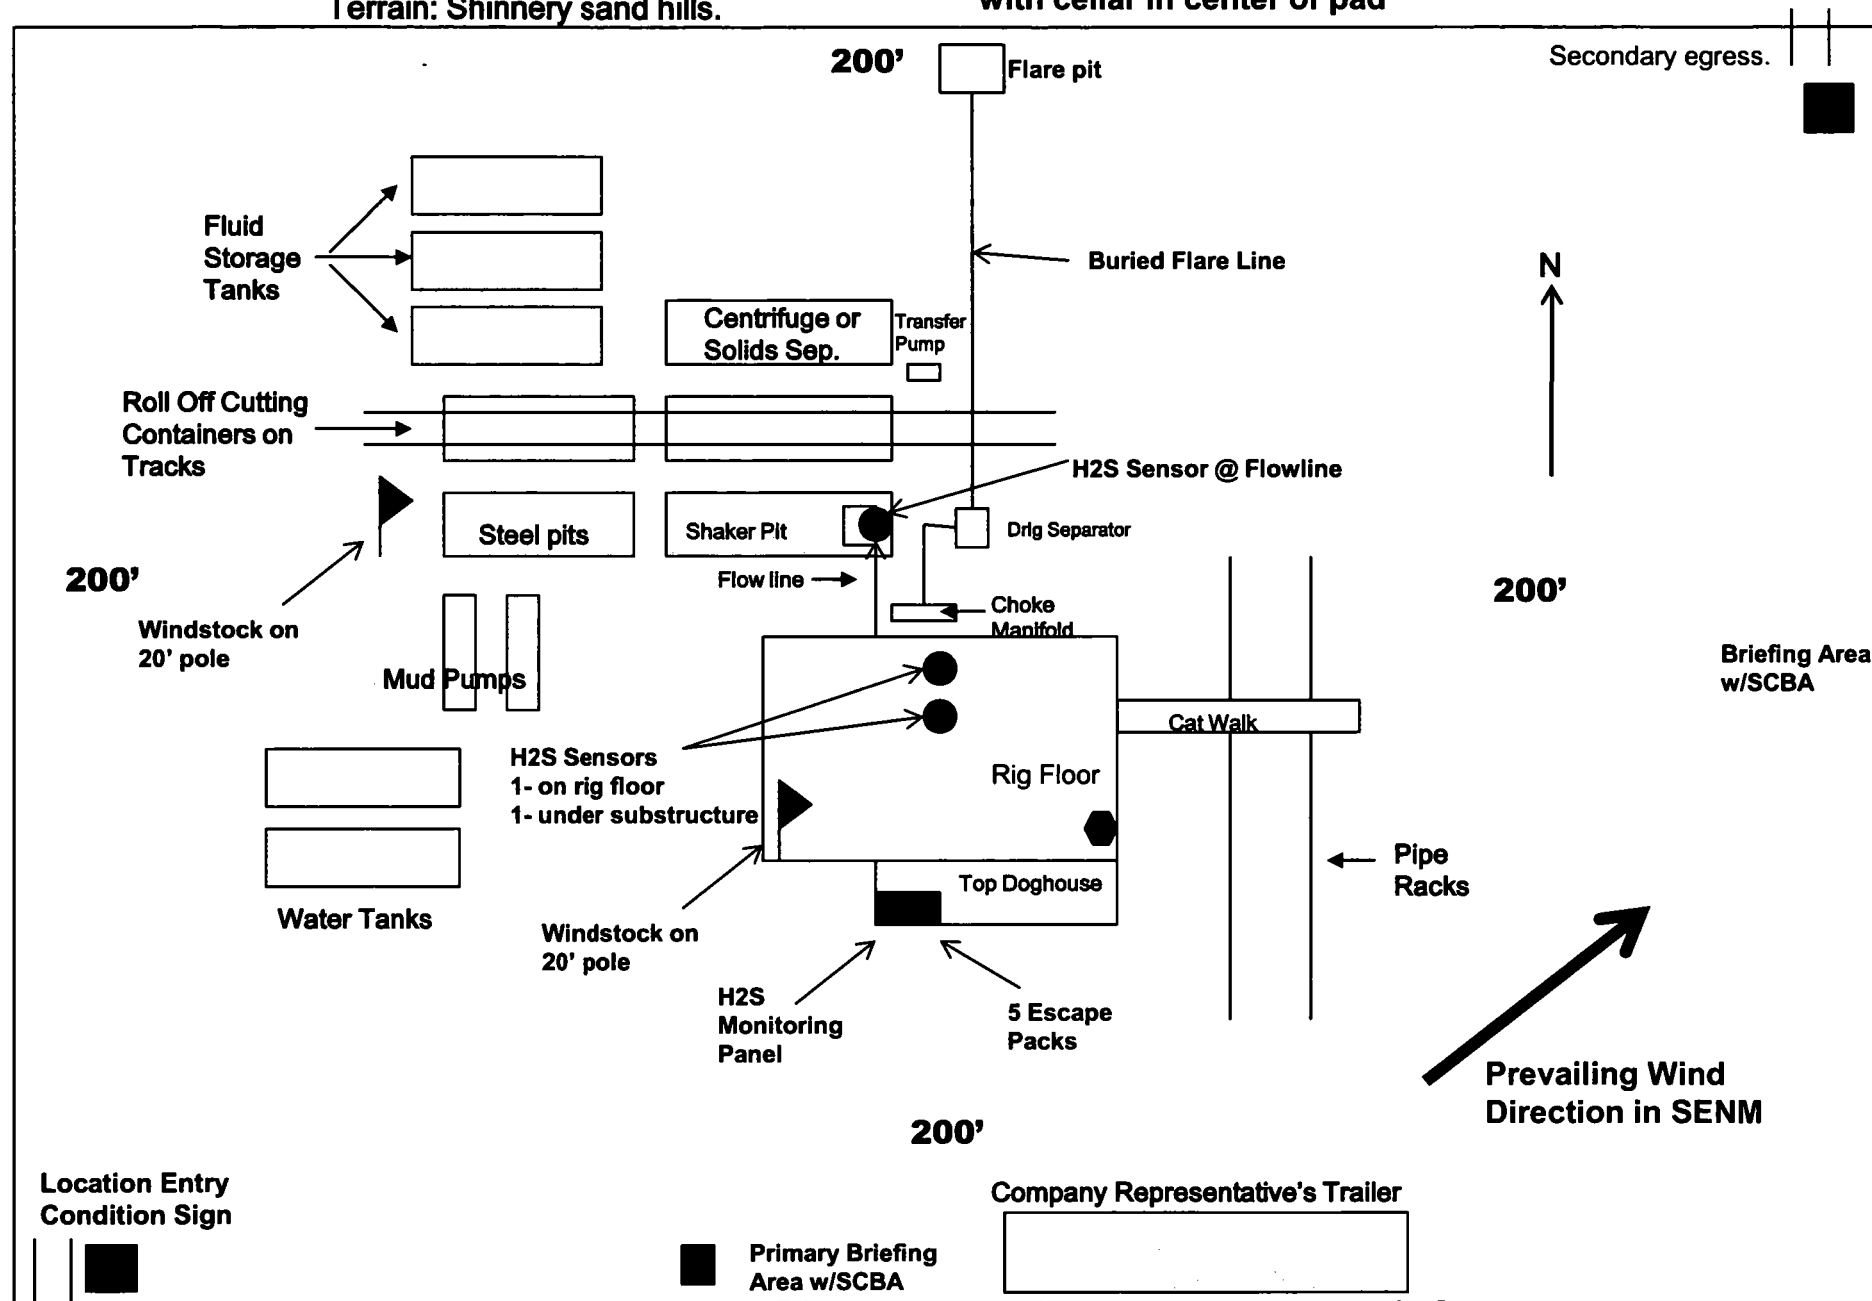 Terrain: Shinnery sand hills.
with cellar in center of pad
200'
Flare pit
Secondary egress.
Fluid
Storage
Tanks
Buried Flare Line
N
Centrifuge or
Solids Sep.
Transfer
Pump
Roll Off Cutting
Containers on
Tracks
H2S Sensor @ Flowline
Steel pits
Shaker Pit
Drlg Separator
200'
Flow line
200'
Choke
Manifold
Windstock on
20' pole
Briefing Area
w/SCBA
Mud Pumps
Cat Walk
H2S Sensors
1- on rig floor
1- under substructure
Rig Floor
Pipe
Racks
Top Doghouse
Water Tanks
Windstock on
20' pole
H2S
Monitoring
Panel
5 Escape
Packs
Prevailing Wind
Direction in SENM
200'
Location Entry
Condition Sign
Company Representative's Trailer
Primary Briefing
Area w/SCBA